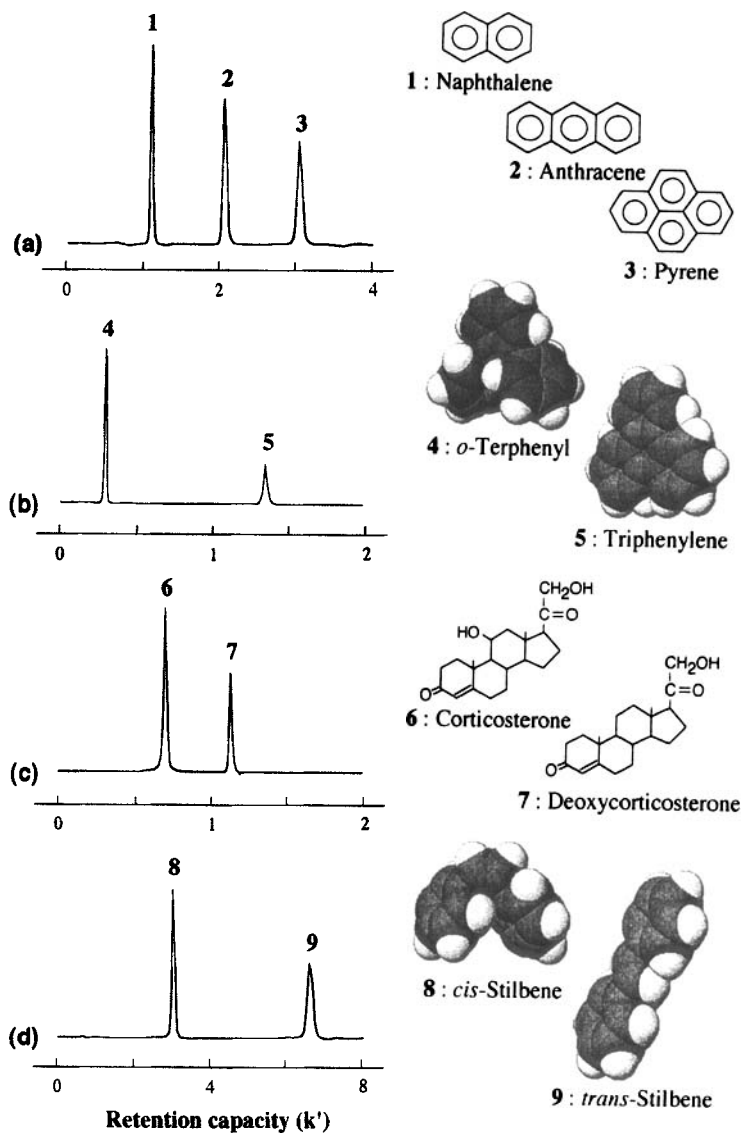 1
2
3
(a)
0 2 4
1 : Naphthalene
2 : Anthracene
3 : Pyrene
4
5
(b)
0 1 2
4 : o-Terphenyl
5 : Triphenylene
6
7
(c)
0 1 2
CH2OH
C=O
HO
O
6 : Corticosterone
CH2OH
C=O
O
7 : Deoxycorticosterone
8
9
(d)
0 4 8
Retention capacity (k')
8 : cis-Stilbene
9 : trans-Stilbene